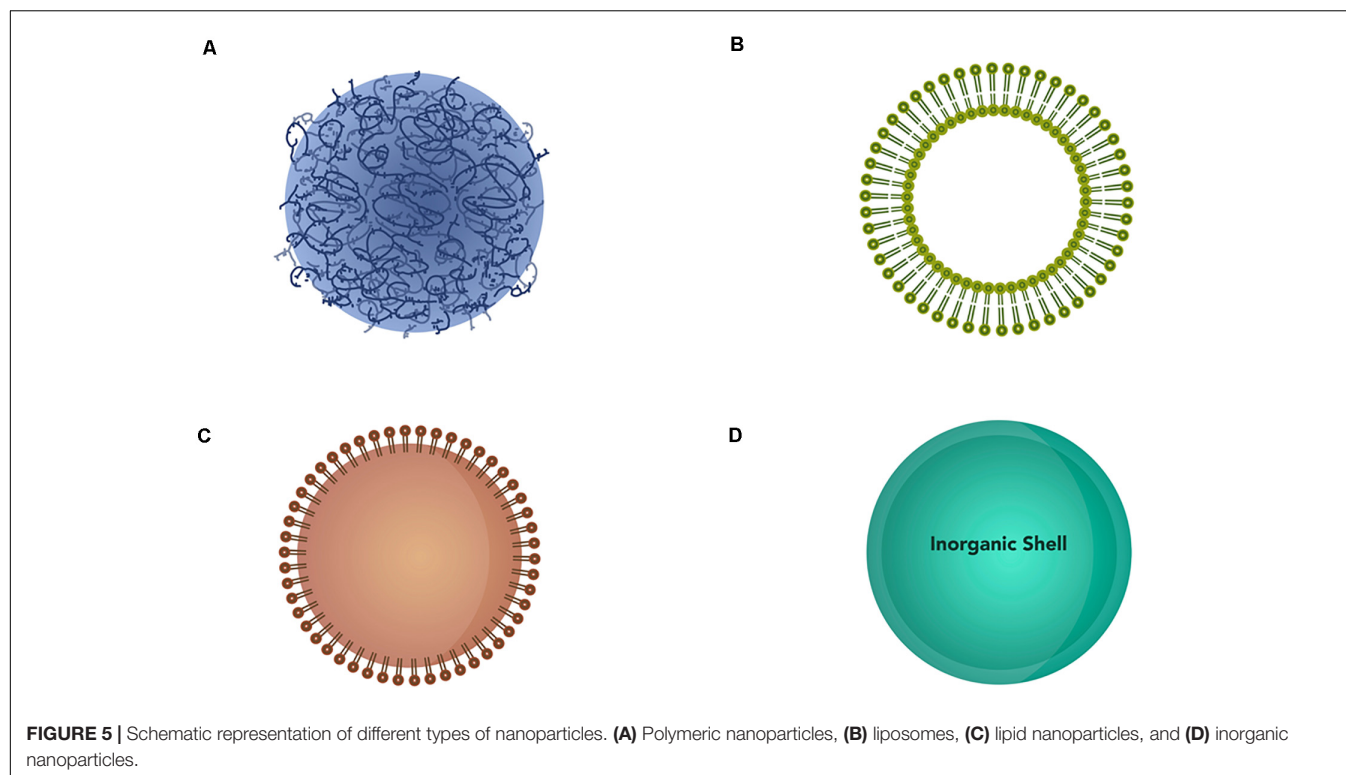 A
B
C
D
Inorganic Shell
FIGURE 5 | Schematic representation of different types of nanoparticles. (A) Polymeric nanoparticles, (B) liposomes, (C) lipid nanoparticles, and (D) inorganic
nanoparticles.